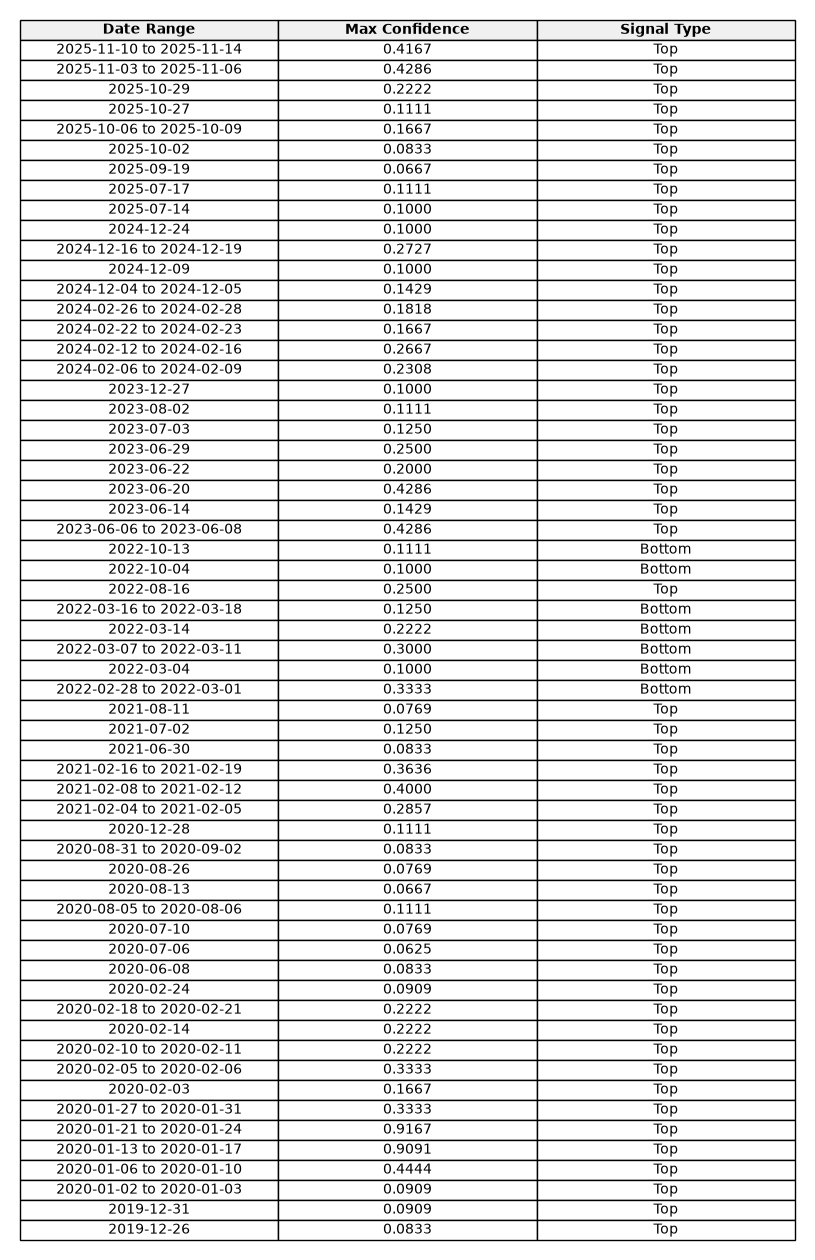 Date Range Max Confidence Signal Type
2025-11-10 to 2025-11-14 0.4167 Top
2025-11-03 to 2025-11-06 0.4286 Top
2025-10-29 0.2222 Top
2025-10-27 0.1111 Top
2025-10-06 to 2025-10-09 0.1667 Top
2025-10-02 0.0833 Top
2025-09-19 0.0667 Top
2025-07-17 0.1111 Top
2025-07-14 0.1000 Top
2024-12-24 0.1000 Top
2024-12-16 to 2024-12-19 0.2727 Top
2024-12-09 0.1000 Top
2024-12-04 to 2024-12-05 0.1429 Top
2024-02-26 to 2024-02-28 0.1818 Top
2024-02-22 to 2024-02-23 0.1667 Top
2024-02-12 to 2024-02-16 0.2667 Top
2024-02-06 to 2024-02-09 0.2308 Top
2023-12-27 0.1000 Top
2023-08-02 0.1111 Top
2023-07-03 0.1250 Top
2023-06-29 0.2500 Top
2023-06-22 0.2000 Top
2023-06-20 0.4286 Top
2023-06-14 0.1429 Top
2023-06-06 to 2023-06-08 0.4286 Top
2022-10-13 0.1111 Bottom
2022-10-04 0.1000 Bottom
2022-08-16 0.2500 Top
2022-03-16 to 2022-03-18 0.1250 Bottom
2022-03-14 0.2222 Bottom
2022-03-07 to 2022-03-11 0.3000 Bottom
2022-03-04 0.1000 Bottom
2022-02-28 to 2022-03-01 0.3333 Bottom
2021-08-11 0.0769 Top
2021-07-02 0.1250 Top
2021-06-30 0.0833 Top
2021-02-16 to 2021-02-19 0.3636 Top
2021-02-08 to 2021-02-12 0.4000 Top
2021-02-04 to 2021-02-05 0.2857 Top
2020-12-28 0.1111 Top
2020-08-31 to 2020-09-02 0.0833 Top
2020-08-26 0.0769 Top
2020-08-13 0.0667 Top
2020-08-05 to 2020-08-06 0.1111 Top
2020-07-10 0.0769 Top
2020-07-06 0.0625 Top
2020-06-08 0.0833 Top
2020-02-24 0.0909 Top
2020-02-18 to 2020-02-21 0.2222 Top
2020-02-14 0.2222 Top
2020-02-10 to 2020-02-11 0.2222 Top
2020-02-05 to 2020-02-06 0.3333 Top
2020-02-03 0.1667 Top
2020-01-27 to 2020-01-31 0.3333 Top
2020-01-21 to 2020-01-24 0.9167 Top
2020-01-13 to 2020-01-17 0.9091 Top
2020-01-06 to 2020-01-10 0.4444 Top
2020-01-02 to 2020-01-03 0.0909 Top
2019-12-31 0.0909 Top
2019-12-26 0.0833 Top